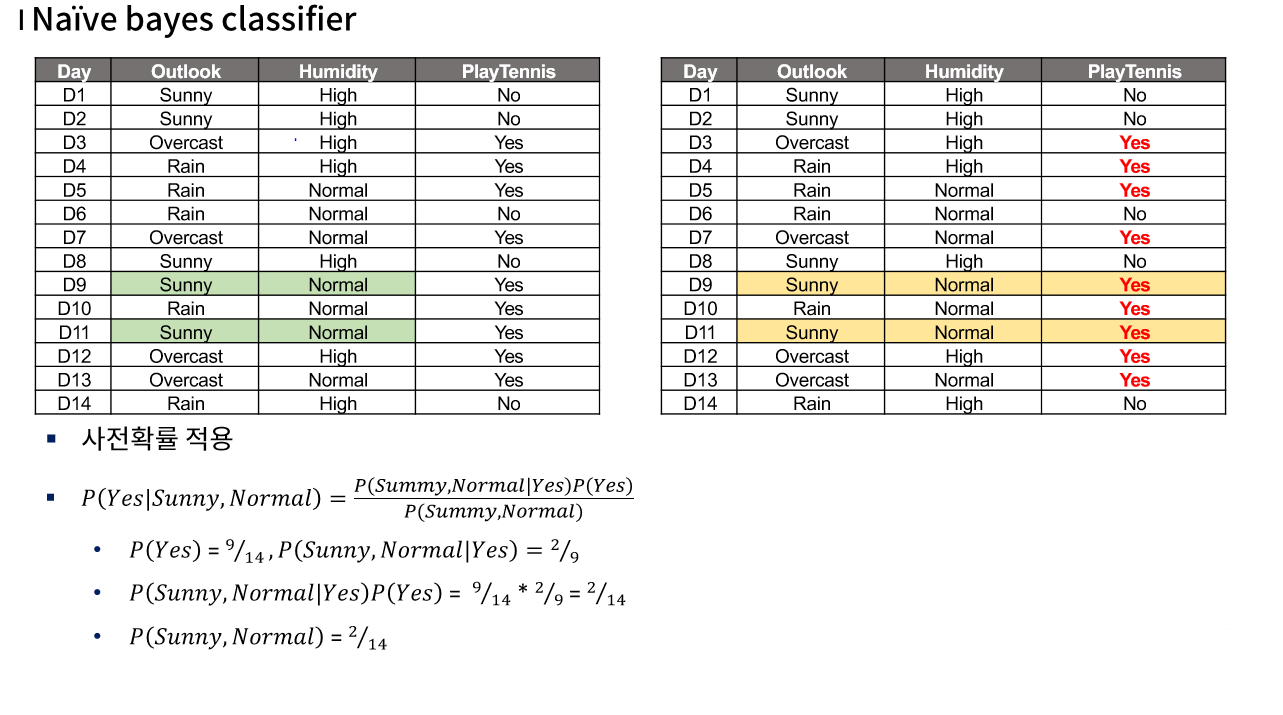 Naïve bayes classifier
Day Outlook Humidity PlayTennis
D1 Sunny High No
D2 Sunny High No
D3 Overcast High Yes
D4 Rain High Yes
D5 Rain Normal Yes
D6 Rain Normal No
D7 Overcast Normal Yes
D8 Sunny High No
D9 Sunny Normal Yes
D10 Rain Normal Yes
D11 Sunny Normal Yes
D12 Overcast High Yes
D13 Overcast Normal Yes
D14 Rain High No
Day Outlook Humidity PlayTennis
D1 Sunny High No
D2 Sunny High No
D3 Overcast High Yes
D4 Rain High Yes
D5 Rain Normal Yes
D6 Rain Normal No
D7 Overcast Normal Yes
D8 Sunny High No
D9 Sunny Normal Yes
D10 Rain Normal Yes
D11 Sunny Normal Yes
D12 Overcast High Yes
D13 Overcast Normal Yes
D14 Rain High No
▪ 사전확률 적용
▪ P(Yes|Sunny, Normal) = P(Summy,Normal|Yes)P(Yes) / P(Summy,Normal)
• P(Yes) = 9/14 , P(Sunny, Normal|Yes) = 2/9
• P(Sunny, Normal|Yes)P(Yes) = 9/14 * 2/9 = 2/14
• P(Sunny, Normal) = 2/14